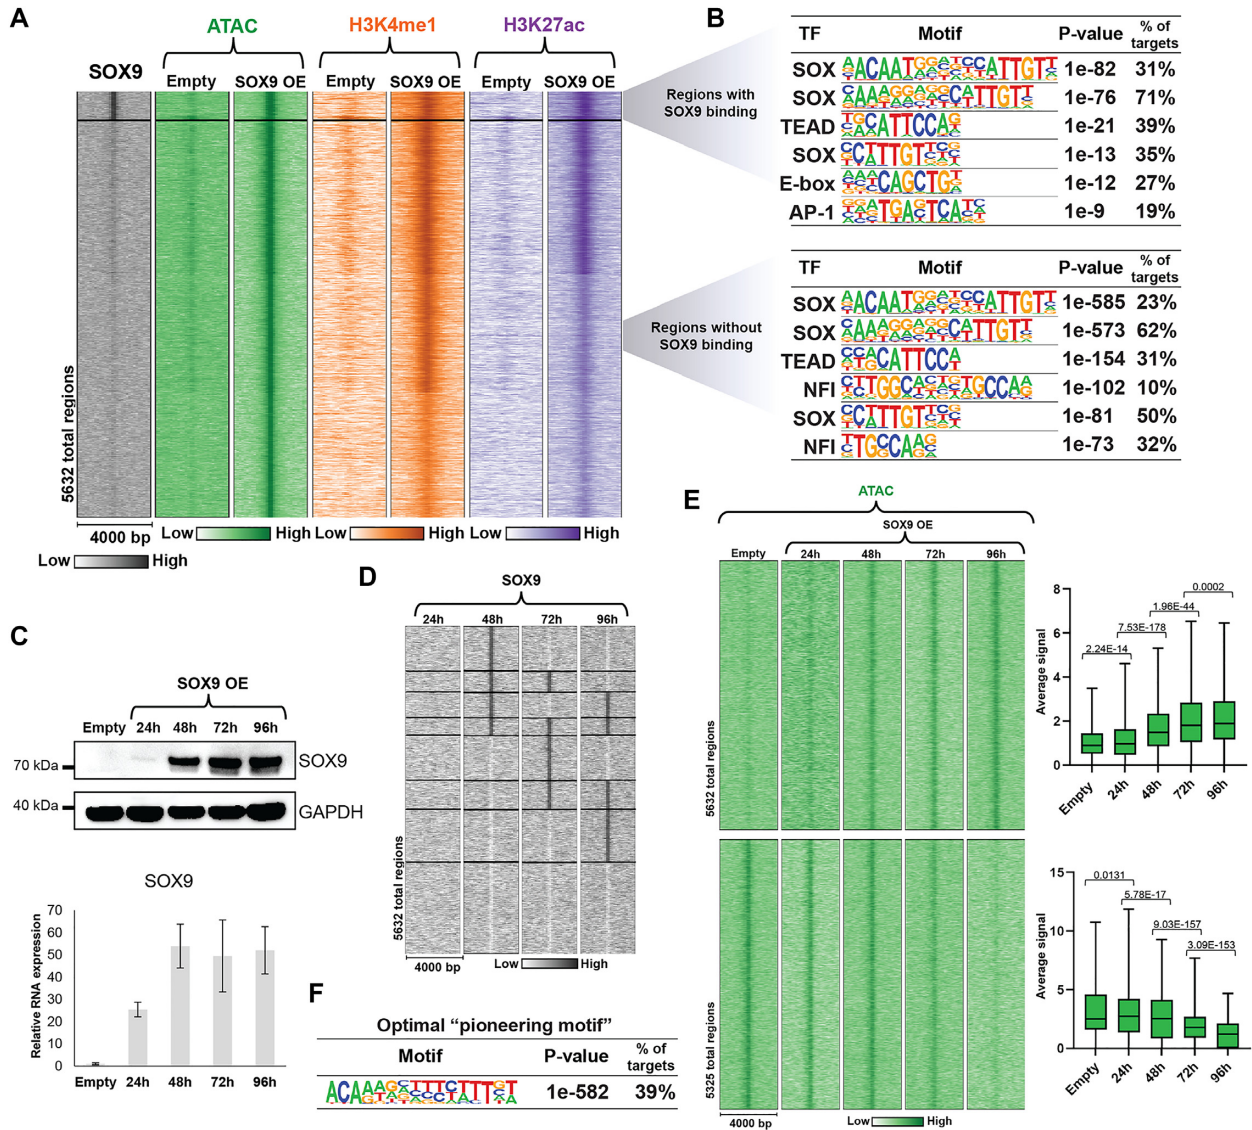 A
ATAC
H3K4me1
H3K27ac
SOX9
Empty
SOX9 OE
Empty
SOX9 OE
Empty
SOX9 OE
5632 total regions
4000 bp
Low High
Low High
Low High
Low High
Regions with
SOX9 binding
Regions without
SOX9 binding
B
TF Motif P-value % of targets
SOX 1e-82 31%
SOX 1e-76 71%
TEAD 1e-21 39%
SOX 1e-13 35%
E-box 1e-12 27%
AP-1 1e-9 19%
TF Motif P-value % of targets
SOX 1e-585 23%
SOX 1e-573 62%
TEAD 1e-154 31%
NFI 1e-102 10%
SOX 1e-81 50%
NFI 1e-73 32%
C
SOX9 OE
Empty 24h 48h 72h 96h
70 kDa
SOX9
40 kDa
GAPDH
SOX9
Relative RNA expression
70
60
50
40
30
20
10
0
Empty 24h 48h 72h 96h
D
SOX9
24h 48h 72h 96h
5632 total regions
4000 bp
Low High
E
ATAC
SOX9 OE
Empty 24h 48h 72h 96h
5632 total regions
5325 total regions
4000 bp
Low High
Average signal
8
6
4
2
0
2.24E-14
7.53E-178
1.96E-44
0.0002
Empty 24h 48h 72h 96h
Average signal
15
10
5
0
0.0131
5.78E-17
9.03E-157
3.09E-153
Empty 24h 48h 72h 96h
F
Optimal “pioneering motif”
Motif P-value % of targets
1e-582 39%